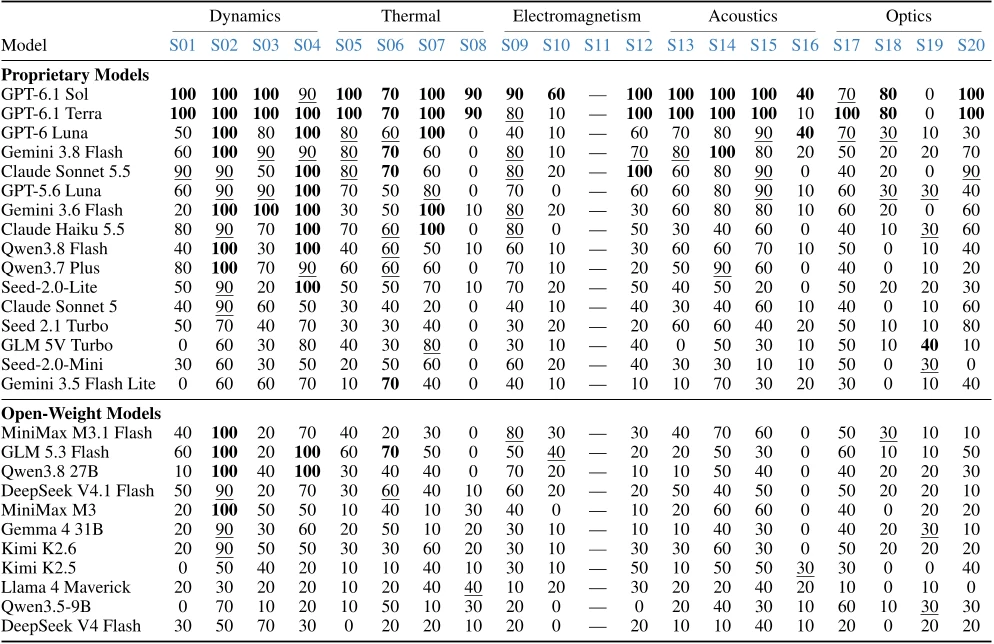 Dynamics Thermal Electromagnetism Acoustics Optics
Model S01 S02 S03 S04 S05 S06 S07 S08 S09 S10 S11 S12 S13 S14 S15 S16 S17 S18 S19 S20
Proprietary Models
GPT-6.1 Sol 100 100 100 90 100 70 100 90 90 60 — 100 100 100 100 40 70 80 0 100
GPT-6.1 Terra 100 100 100 100 100 70 100 90 80 10 — 100 100 100 100 10 100 80 0 100
GPT-6 Luna 50 100 80 100 80 60 100 0 40 10 — 60 70 80 90 40 70 30 10 30
Gemini 3.8 Flash 60 100 90 90 80 70 60 0 80 10 — 70 80 100 80 20 50 20 20 70
Claude Sonnet 5.5 90 90 50 100 80 70 60 0 80 20 — 100 60 80 90 0 40 20 0 90
GPT-5.6 Luna 60 90 90 100 70 50 80 0 70 0 — 60 60 80 90 10 60 30 30 40
Gemini 3.6 Flash 20 100 100 100 30 50 100 10 80 20 — 30 60 80 80 10 60 20 0 60
Claude Haiku 5.5 80 90 70 100 70 60 100 0 80 0 — 50 30 40 60 0 40 10 30 60
Qwen3.8 Flash 40 100 30 100 40 60 50 10 60 10 — 30 60 60 70 10 50 0 10 40
Qwen3.7 Plus 80 100 70 90 60 60 60 0 70 10 — 20 50 90 60 0 40 0 10 20
Seed-2.0-Lite 50 90 20 100 50 50 70 10 70 20 — 50 40 50 20 0 50 20 20 30
Claude Sonnet 5 40 90 60 50 30 40 20 0 40 10 — 40 30 40 60 10 40 0 10 60
Seed 2.1 Turbo 50 70 40 70 30 30 40 0 30 20 — 20 60 60 40 20 50 10 10 80
GLM 5V Turbo 0 60 30 80 40 30 80 0 30 10 — 40 0 50 30 10 50 10 40 10
Seed-2.0-Mini 30 60 30 50 20 50 60 0 60 20 — 40 30 30 10 10 50 0 30 0
Gemini 3.5 Flash Lite 0 60 60 70 10 70 40 0 40 10 — 10 10 70 30 20 30 0 10 40
Open-Weight Models
MiniMax M3.1 Flash 40 100 20 70 40 20 30 0 80 30 — 30 40 70 60 0 50 30 10 10
GLM 5.3 Flash 60 100 20 100 60 70 50 0 50 40 — 20 20 50 30 0 60 10 10 50
Qwen3.8 27B 10 100 40 100 30 40 40 0 70 20 — 10 10 50 40 0 40 20 20 30
DeepSeek V4.1 Flash 50 90 20 70 30 60 40 10 60 20 — 20 50 40 50 0 50 20 20 10
MiniMax M3 20 100 50 50 10 40 10 30 40 0 — 10 20 60 60 0 40 0 20 20
Gemma 4 31B 20 90 30 60 20 50 10 20 30 10 — 10 10 40 30 0 40 20 30 10
Kimi K2.6 20 90 50 50 30 30 60 20 30 10 — 30 30 60 30 0 50 20 20 20
Kimi K2.5 0 50 40 20 10 10 40 10 30 10 — 50 10 50 50 30 30 0 0 40
Llama 4 Maverick 20 30 20 20 10 20 40 40 10 20 — 30 20 20 40 20 10 0 10 0
Qwen3.5-9B 0 70 10 20 10 50 10 30 20 0 — 0 20 40 30 10 60 10 30 20
DeepSeek V4 Flash 30 50 70 30 0 20 20 10 20 0 — 20 10 10 40 10 20 0 20 20